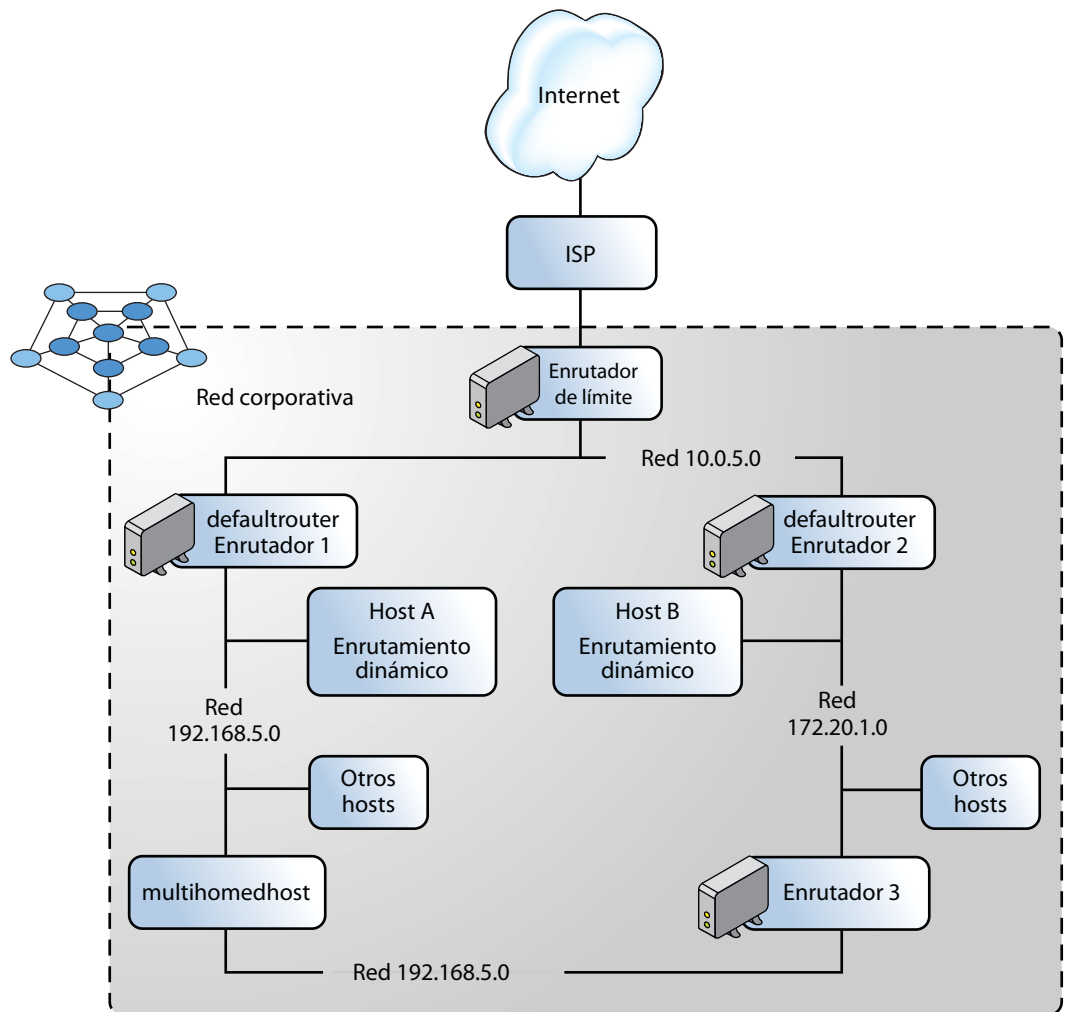 Internet
ISP
Enrutador
de límite
Red corporativa
Red 10.0.5.0
defaultrouter
Enrutador 1
defaultrouter
Enrutador 2
Host A
Enrutamiento
dinámico
Host B
Enrutamiento
dinámico
Red
192.168.5.0
Red
172.20.1.0
Otros
hosts
Otros
hosts
multihomedhost
Enrutador 3
Red 192.168.5.0